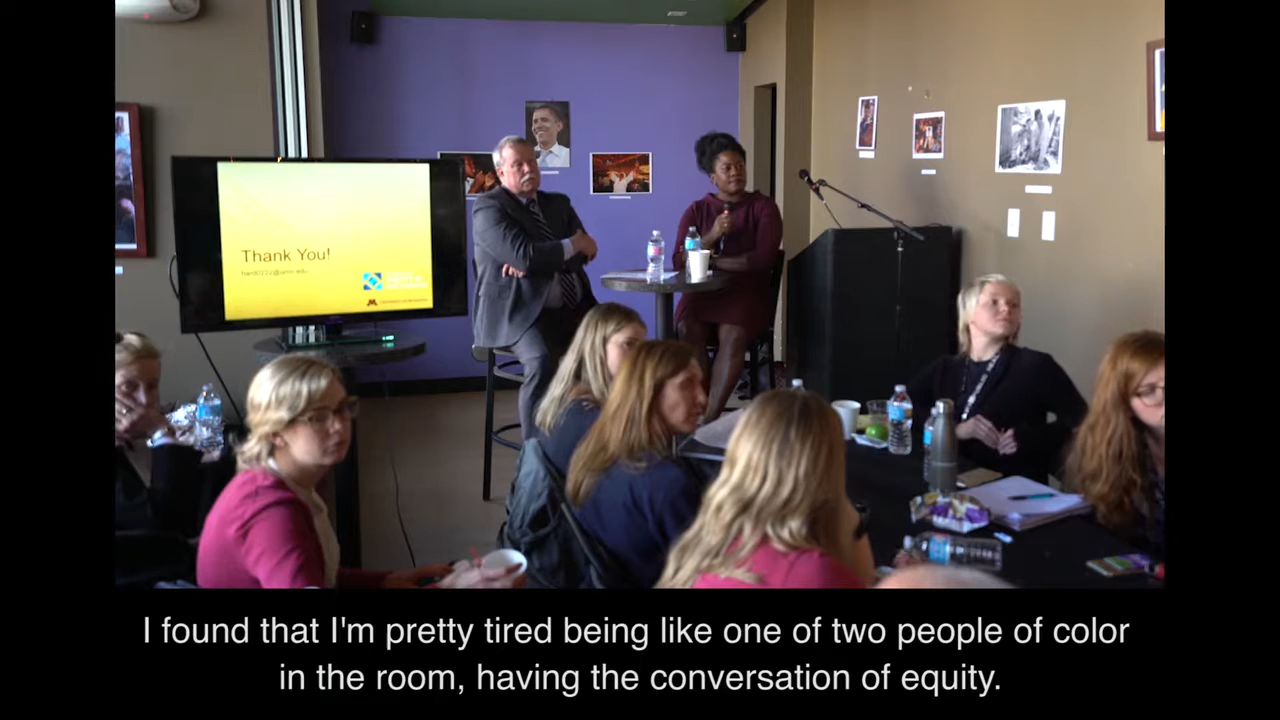 Thank You!
I found that I'm pretty tired being like one of two people of color
in the room, having the conversation of equity.